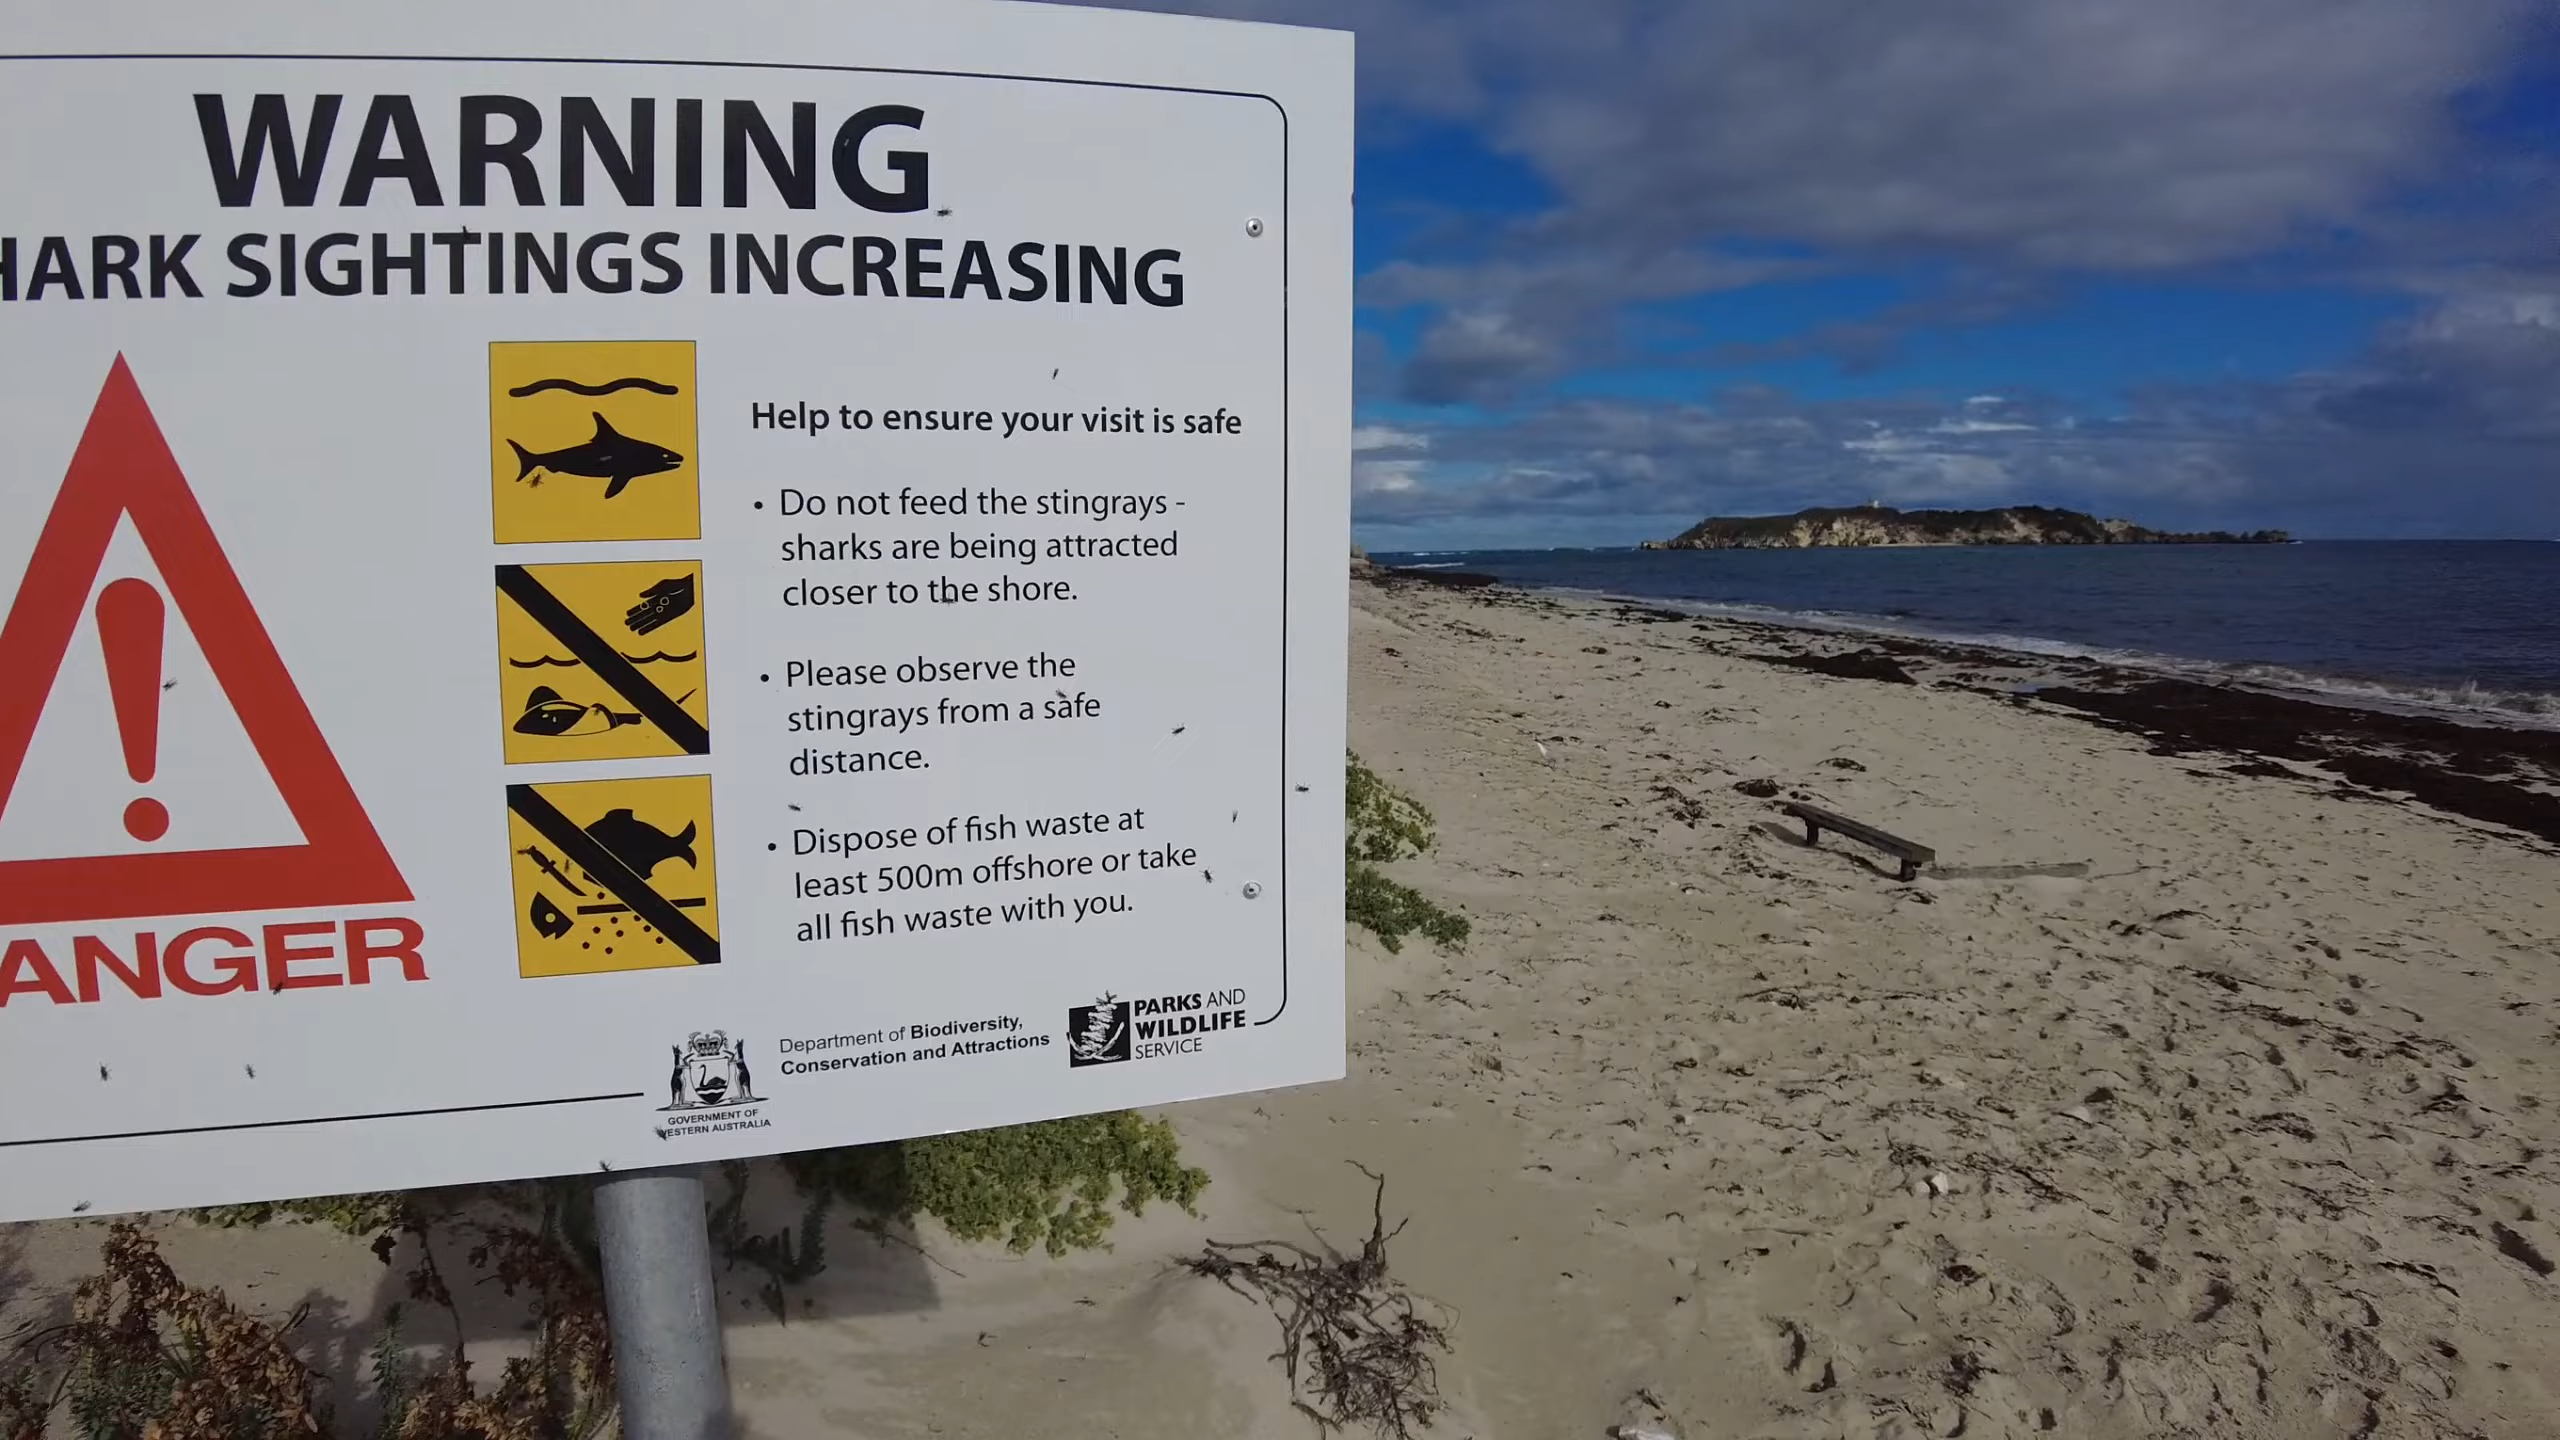 WARNING
HARK SIGHTINGS INCREASING
ANGER
Help to ensure your visit is safe
• Do not feed the stingrays -
sharks are being attracted
closer to the shore.
• Please observe the
stingrays from a safe
distance.
• Dispose of fish waste at
least 500m offshore or take
all fish waste with you.
GOVERNMENT OF
WESTERN AUSTRALIA
Department of Biodiversity,
Conservation and Attractions
PARKS AND
WILDLIFE
SERVICE